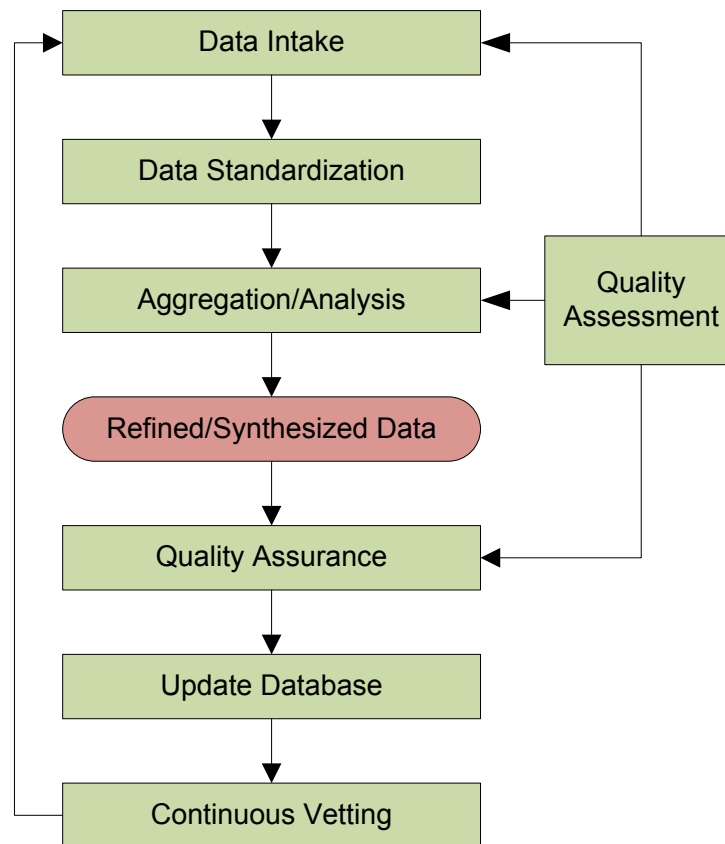 Data Intake
Data Standardization
Aggregation/Analysis
Quality
Assessment
Refined/Synthesized Data
Quality Assurance
Update Database
Continuous Vetting